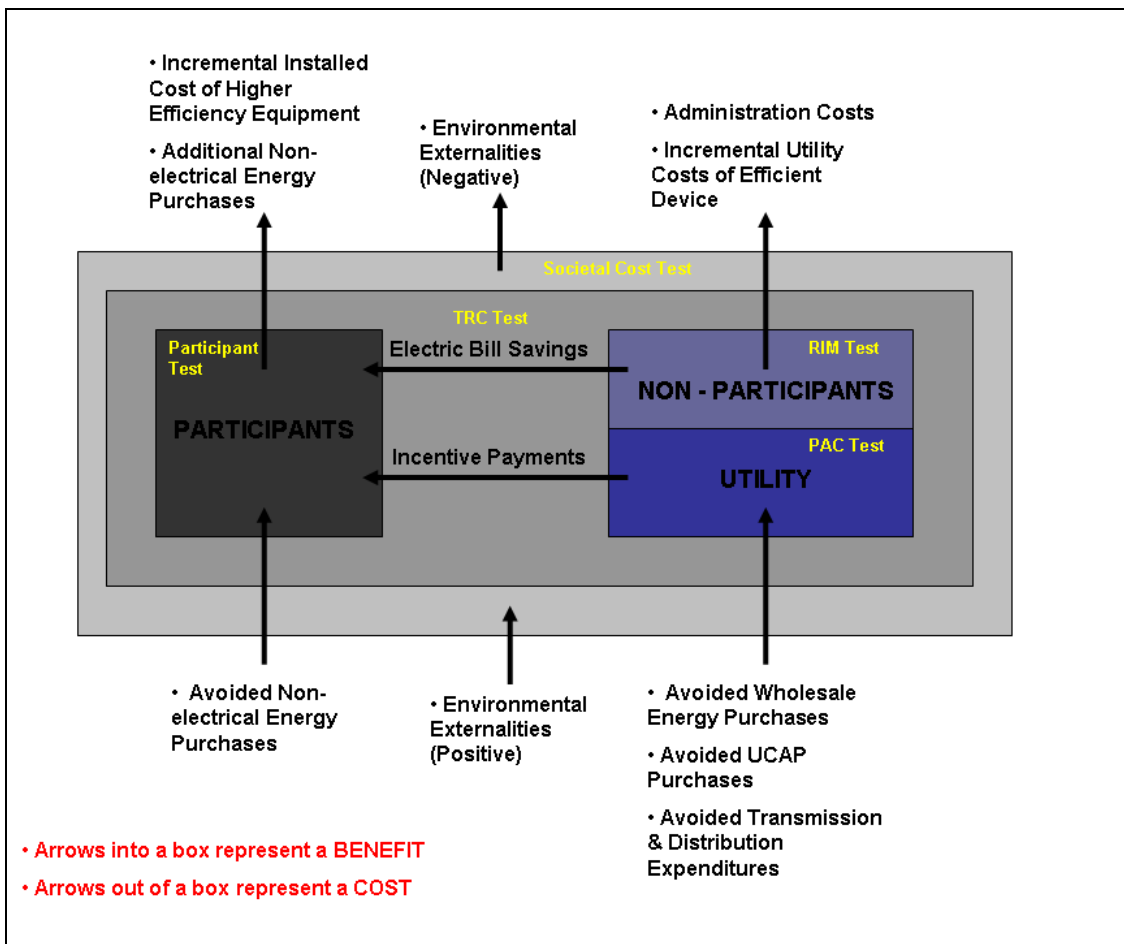 • Incremental Installed
Cost of Higher
Efficiency Equipment
• Additional Non-
electrical Energy
Purchases
• Environmental
Externalities
(Negative)
• Administration Costs
• Incremental Utility
Costs of Efficient
Device
Societal Cost Test
TRC Test
Participant
Test
PARTICIPANTS
Electric Bill Savings
Incentive Payments
RIM Test
NON - PARTICIPANTS
PAC Test
UTILITY
• Avoided Non-
electrical Energy
Purchases
• Environmental
Externalities
(Positive)
• Avoided Wholesale
Energy Purchases
• Avoided UCAP
Purchases
• Avoided Transmission
& Distribution
Expenditures
• Arrows into a box represent a BENEFIT
• Arrows out of a box represent a COST